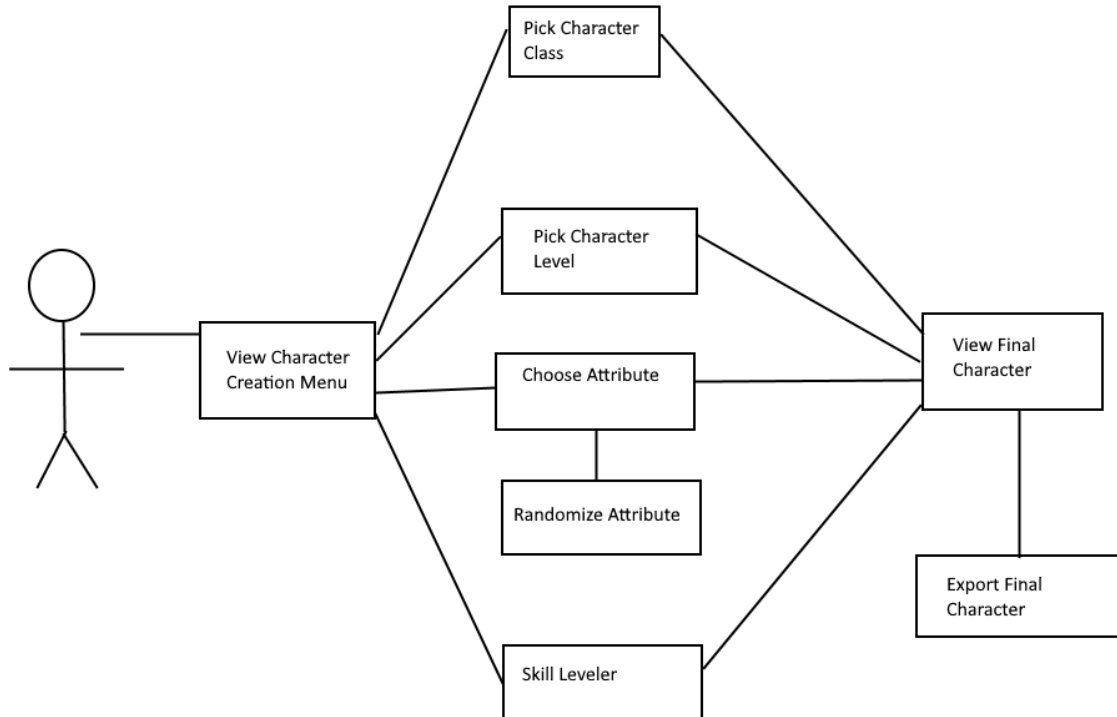 Pick Character
Class
Pick Character
Level
View Character
Creation Menu
Choose Attribute
View Final
Character
Randomize Attribute
Export Final
Character
Skill Leveler